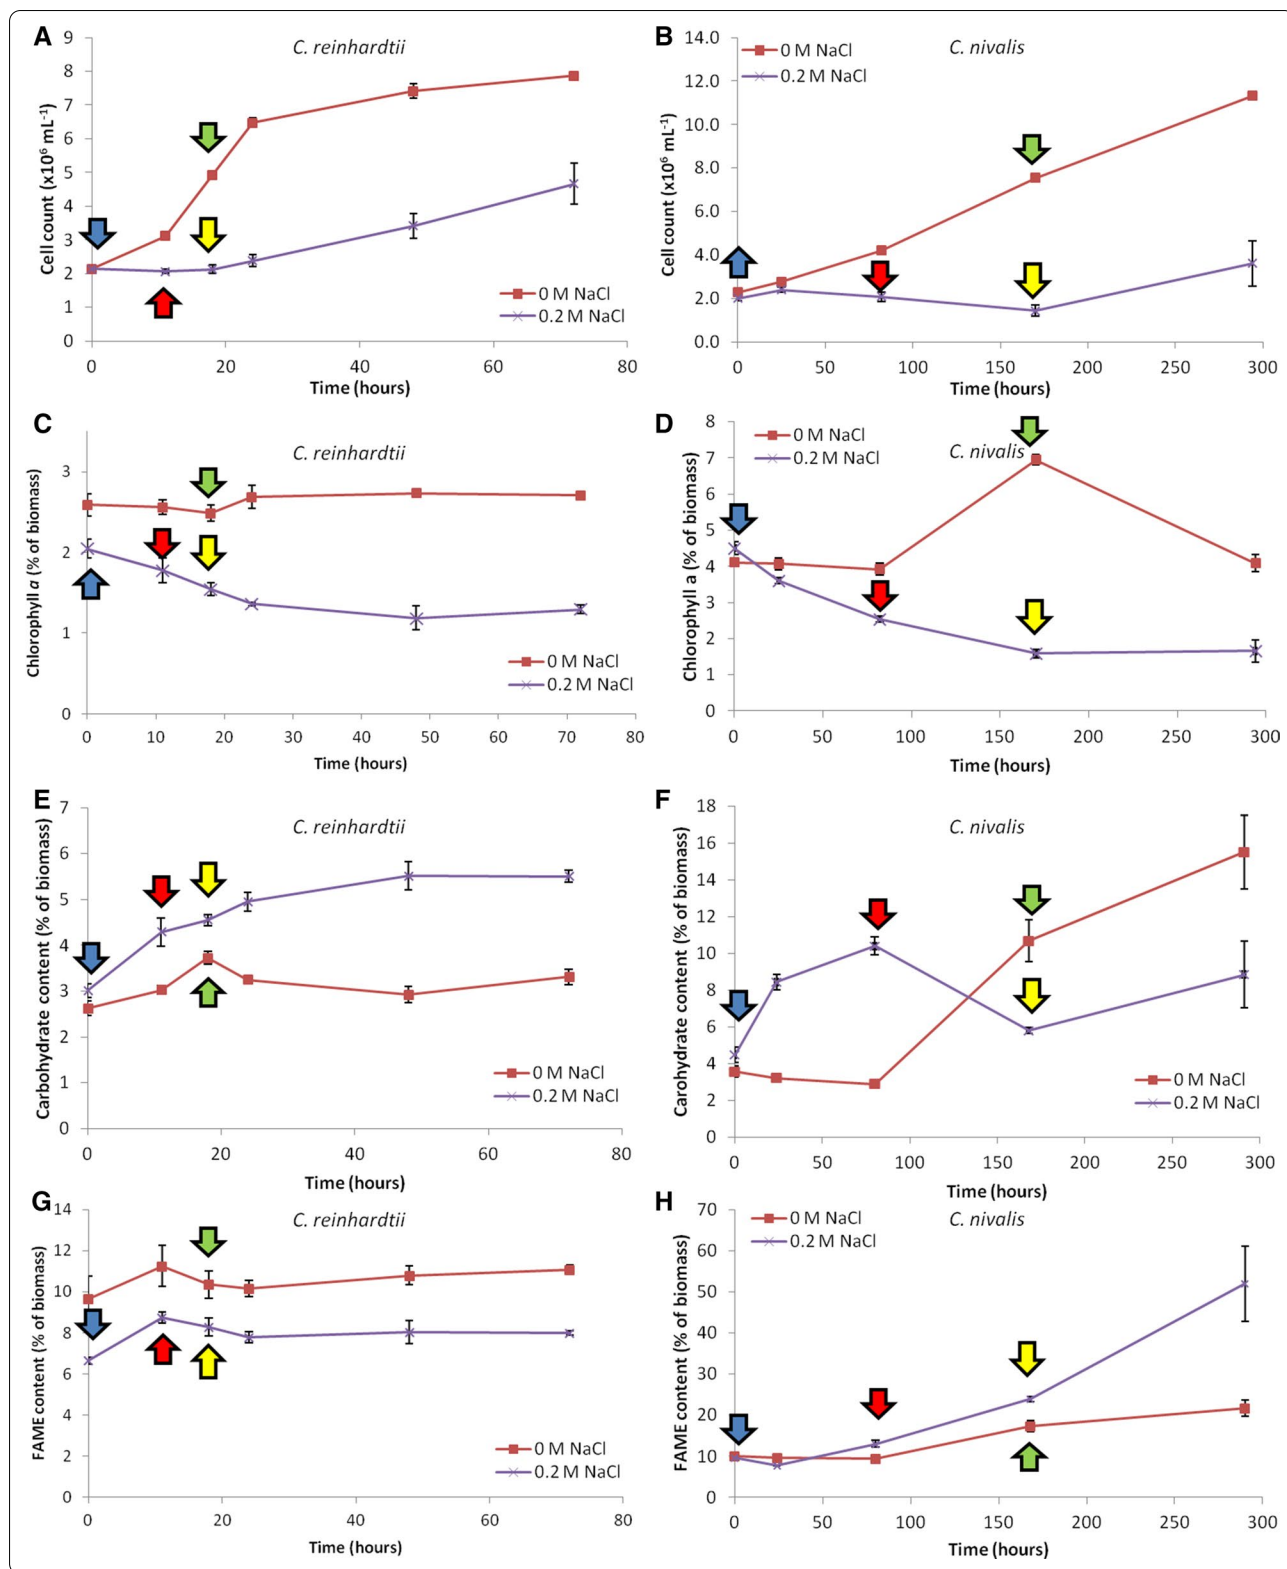 A
C. reinhardtii
Cell count (x10⁶ mL⁻¹)
9
8
7
6
5
4
3
2
1
0
0 M NaCl
0.2 M NaCl
0 20 40 60 80
Time (hours)
B
C. nivalis
0 M NaCl
0.2 M NaCl
Cell count (x10⁶ mL⁻¹)
14.0
12.0
10.0
8.0
6.0
4.0
2.0
0.0
0 50 100 150 200 250 300
Time (hours)
C
C. reinhardtii
Chlorophyll a (% of biomass)
3
2
1
0
0 M NaCl
0.2 M NaCl
0 10 20 30 40 50 60 70 80
Time (hours)
D
0 M NaCl
0.2 M NaCl
C. nivalis
Chlorophyll a (% of biomass)
8
7
6
5
4
3
2
1
0
0 50 100 150 200 250 300
Time (hours)
E
C. reinhardtii
Carbohydrate content (% of biomass)
7
6
5
4
3
2
1
0
0 M NaCl
0.2 M NaCl
0 20 40 60 80
Time (hours)
F
C. nivalis
Carohydrate content (% of biomass)
18
16
14
12
10
8
6
4
2
0
0 M NaCl
0.2 M NaCl
0 50 100 150 200 250 300
Time (hours)
G
C. reinhardtii
FAME content (% of biomass)
14
12
10
8
6
4
2
0
0 M NaCl
0.2 M NaCl
0 20 40 60 80
Time (hours)
H
0 M NaCl
0.2 M NaCl
C. nivalis
FAME content (% of biomass)
70
60
50
40
30
20
10
0
0 50 100 150 200 250 300
Time (hours)